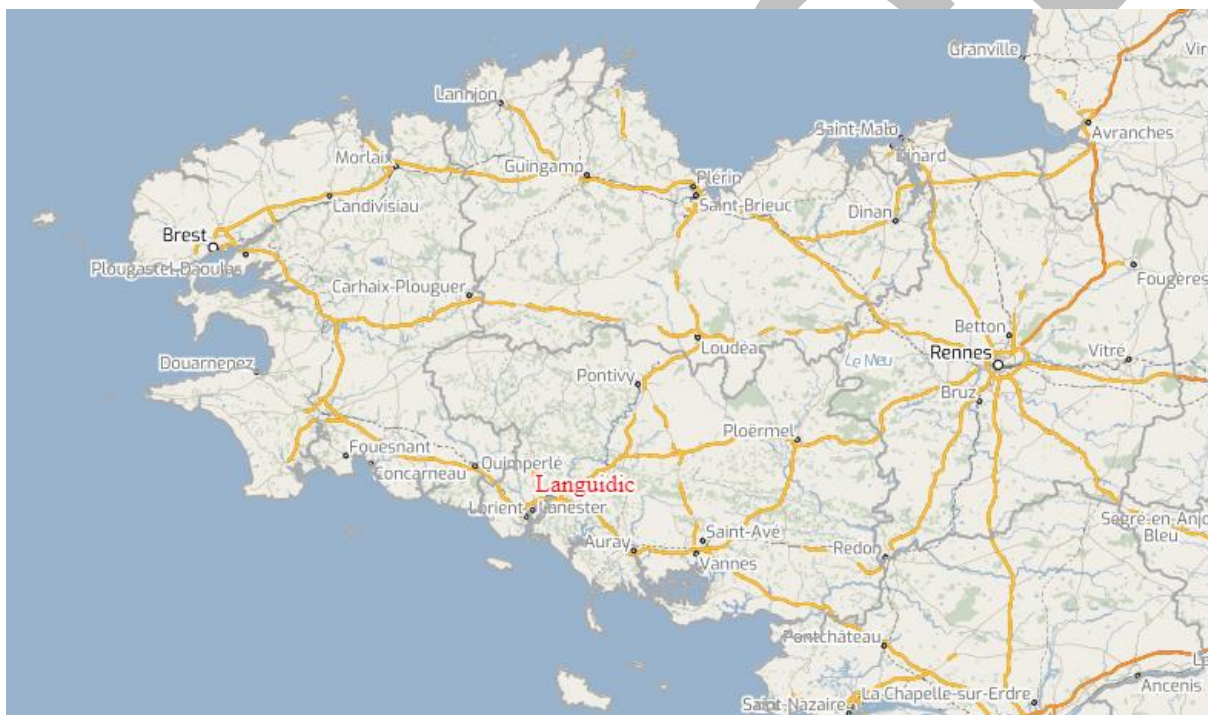 Granville
Vir
Lannion
Saint-Malo
Avranches
Dinard
Morlaix
Guingamp
Plérin
Landivisiau
Saint-Brieuc
Dinan
Brest
Plougastel-Daoulas
Fougères
Carhaix-Plouguer
Betton
Loudéac
Le Meu
Rennes
Vitré
Douarnenez
Pontivy
Bruz
Ploërmel
Fouesnant
Quimperlé
Concarneau
Languidic
Lorient
Lanester
Segré-en-Anjou
Bleu
Auray
Saint-Avé
Redon
Vannes
Pontchâteau
Ancenis
La Chapelle-sur-Erdre
Saint-Nazaire